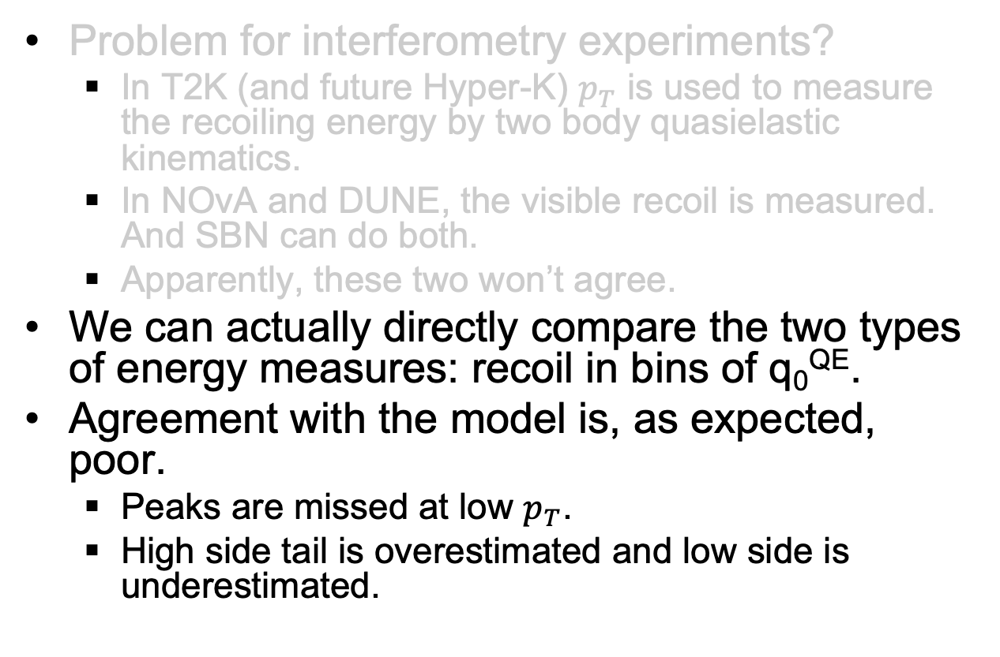 • Problem for interferometry experiments?
▪ In T2K (and future Hyper-K) 𝑝𝑇 is used to measure
the recoiling energy by two body quasielastic
kinematics.
▪ In NOvA and DUNE, the visible recoil is measured.
And SBN can do both.
▪ Apparently, these two won’t agree.
• We can actually directly compare the two types
of energy measures: recoil in bins of q₀QE.
• Agreement with the model is, as expected,
poor.
▪ Peaks are missed at low 𝑝𝑇.
▪ High side tail is overestimated and low side is
underestimated.